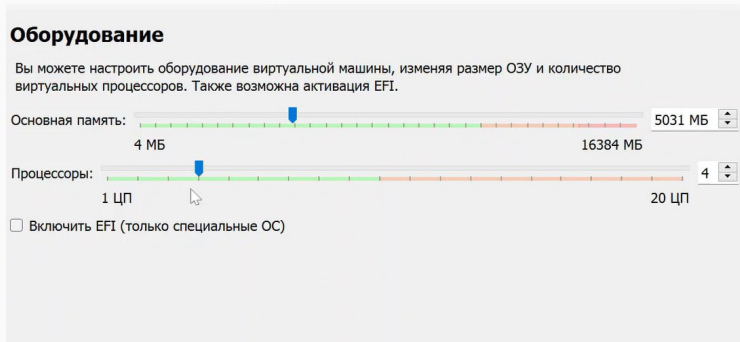 Оборудование
Вы можете настроить оборудование виртуальной машины, изменяя размер ОЗУ и количество
виртуальных процессоров. Также возможна активация EFI.
Основная память: 5031 МБ
4 МБ 16384 МБ
Процессоры: 4
1 ЦП 20 ЦП
Включить EFI (только специальные ОС)